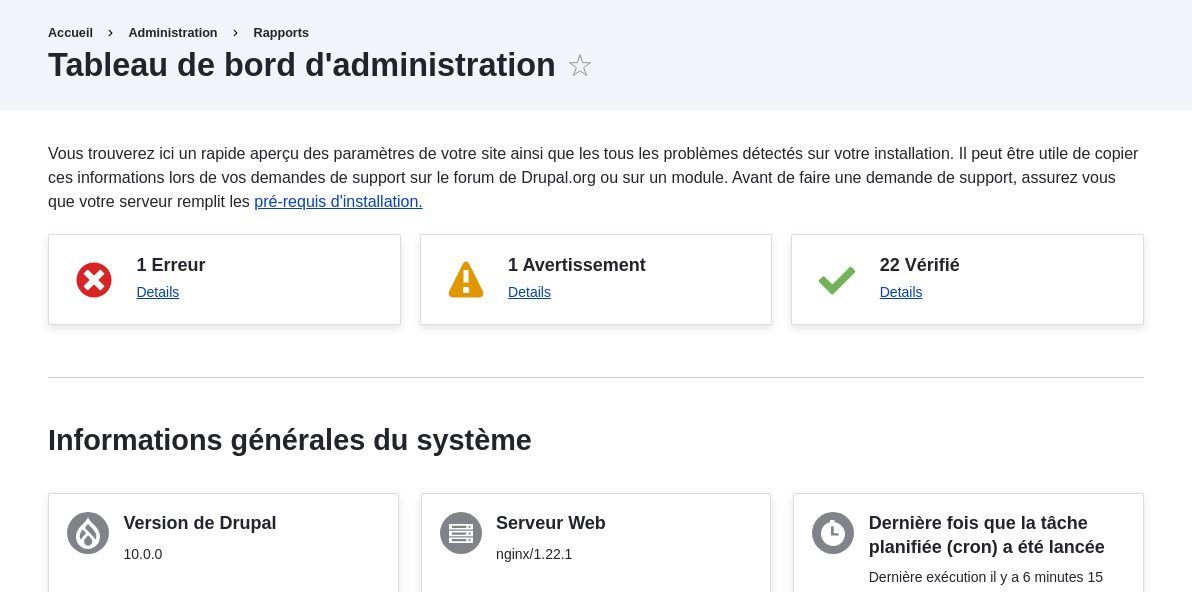 Accueil > Administration > Rapports
Tableau de bord d'administration
Vous trouverez ici un rapide aperçu des paramètres de votre site ainsi que les tous les problèmes détectés sur votre installation. Il peut être utile de copier
ces informations lors de vos demandes de support sur le forum de Drupal.org ou sur un module. Avant de faire une demande de support, assurez vous
que votre serveur remplit les pré-requis d'installation.
1 Erreur
Details
1 Avertissement
Details
22 Vérifié
Details
Informations générales du système
Version de Drupal
10.0.0
Serveur Web
nginx/1.22.1
Dernière fois que la tâche
planifiée (cron) a été lancée
Dernière exécution il y a 6 minutes 15